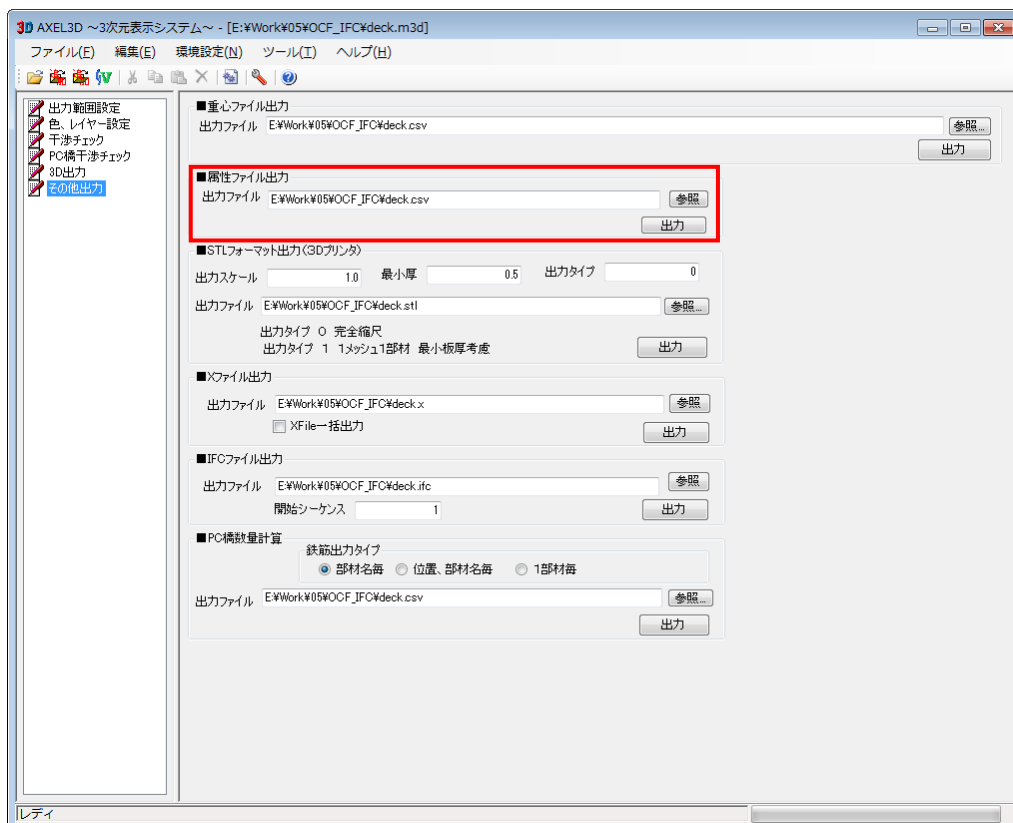 3D AXEL3D ～3次元表示システム～ - [E:¥Work¥05¥OCF_IFC¥deck.m3d]
ファイル(F) 編集(E) 環境設定(N) ツール(T) ヘルプ(H)
出力範囲設定
色、レイヤー設定
干渉チェック
PC橋干渉チェック
3D出力
その他出力
■重心ファイル出力
出力ファイル E:¥Work¥05¥OCF_IFC¥deck.csv 参照...
出力
■属性ファイル出力
出力ファイル E:¥Work¥05¥OCF_IFC¥deck.csv 参照
出力
■STLフォーマット出力(3Dプリンタ)
出力スケール 1.0 最小厚 0.5 出力タイプ 0
出力ファイル E:¥Work¥05¥OCF_IFC¥deck.stl 参照...
出力タイプ 0 完全縮尺
出力タイプ 1 1メッシュ1部材 最小板厚考慮 出力
■Xファイル出力
出力ファイル E:¥Work¥05¥OCF_IFC¥deck.x 参照
XFile一括出力 出力
■IFCファイル出力
出力ファイル E:¥Work¥05¥OCF_IFC¥deck.ifc 参照
開始シーケンス 1 出力
■PC橋数量計算
鉄筋出力タイプ
部材名毎 位置、部材名毎 1部材毎
出力ファイル E:¥Work¥05¥OCF_IFC¥deck.csv 参照...
出力
レディ